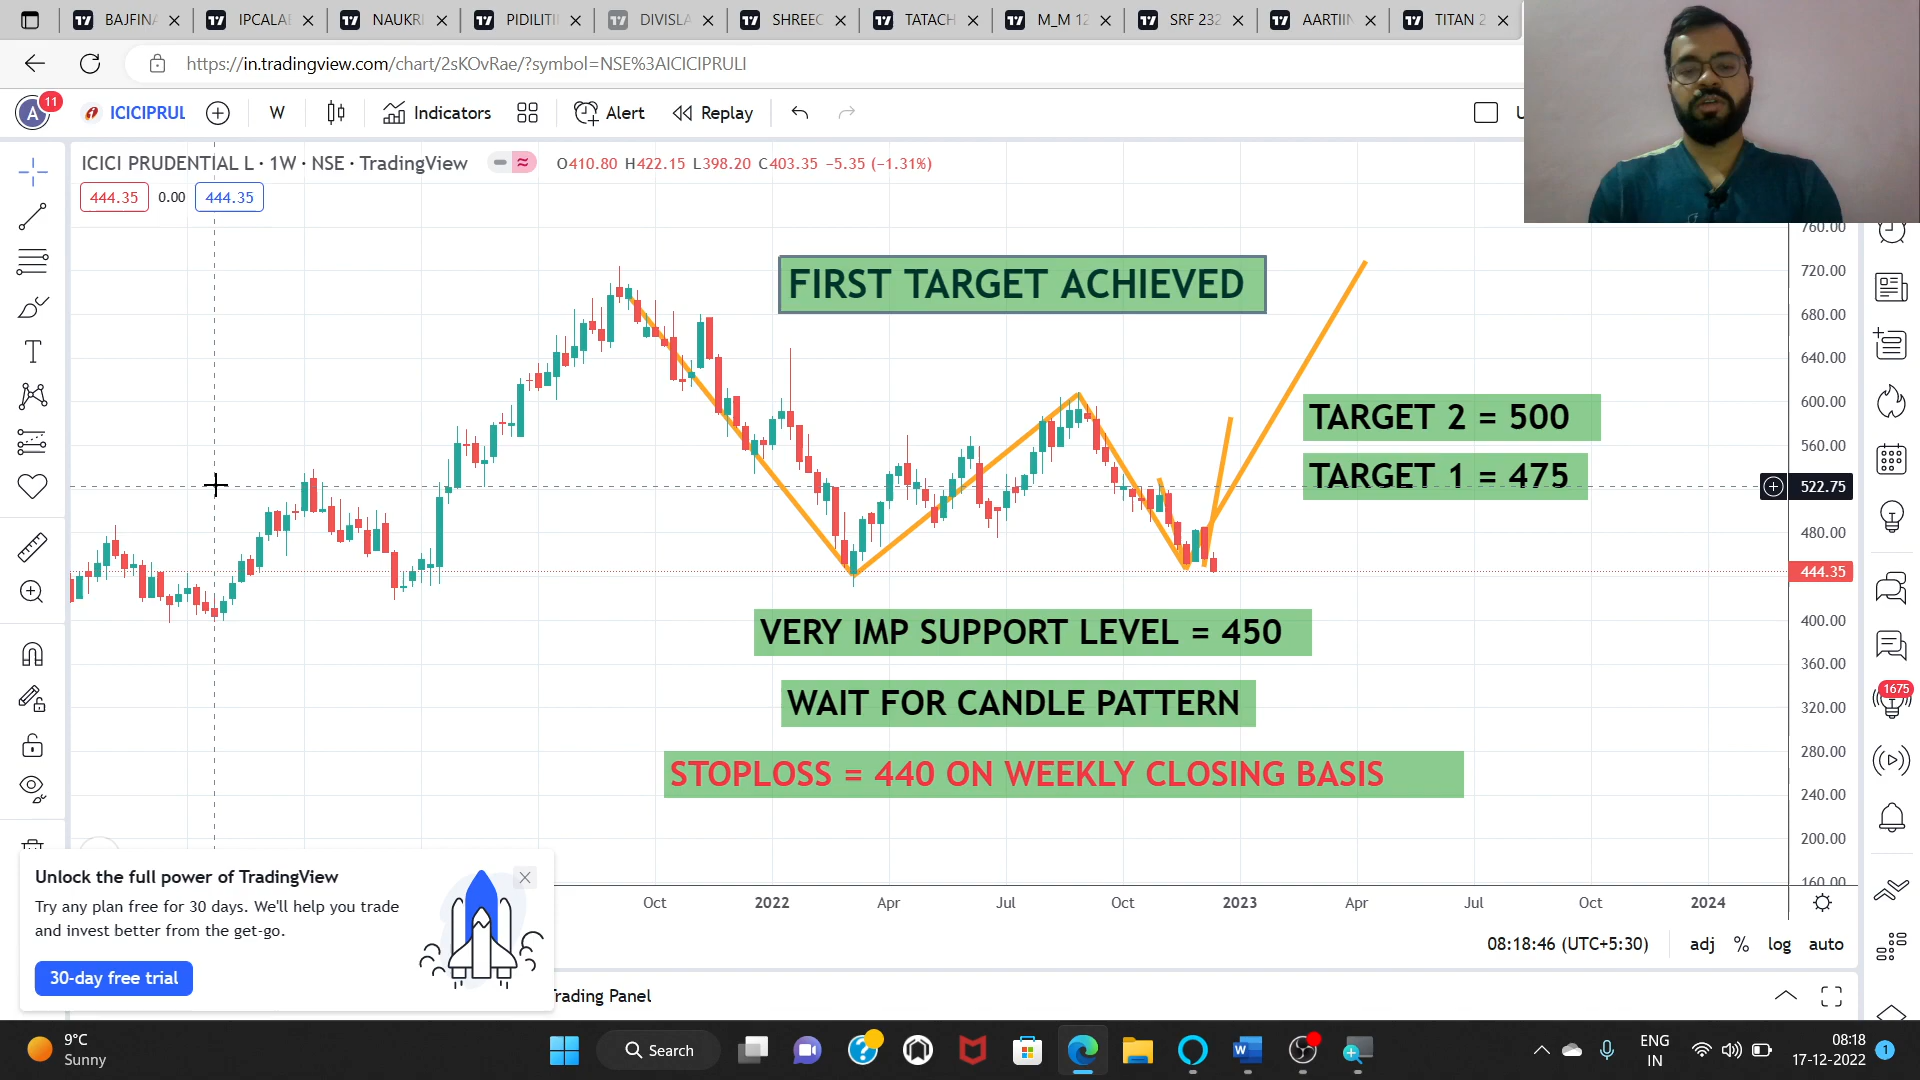 BAJFINA
IPCALAB
NAUKRI
PIDILITIN
DIVISLA
SHREEC
TATACH
M_M 12
SRF 232
AARTIIN
TITAN 2
https://in.tradingview.com/chart/2sKOvRae/?symbol=NSE%3AICICIPRULI
A 11 ICICIPRUL W Indicators Alert Replay
ICICI PRUDENTIAL L · 1W · NSE · TradingView O410.80 H422.15 L398.20 C403.35 −5.35 (−1.31%)
444.35 0.00 444.35
760.00
720.00
680.00
640.00
600.00
560.00
522.75
480.00
444.35
400.00
360.00
320.00
280.00
240.00
200.00
160.00
FIRST TARGET ACHIEVED
TARGET 2 = 500
TARGET 1 = 475
VERY IMP SUPPORT LEVEL = 450
WAIT FOR CANDLE PATTERN
STOPLOSS = 440 ON WEEKLY CLOSING BASIS
1675
Unlock the full power of TradingView
Try any plan free for 30 days. We'll help you trade
and invest better from the get-go.
30-day free trial
Oct 2022 Apr Jul Oct 2023 Apr Jul Oct 2024
08:18:46 (UTC+5:30) adj % log auto
Trading Panel
9°C
Sunny
Search
ENG
IN
08:18
17-12-2022
1